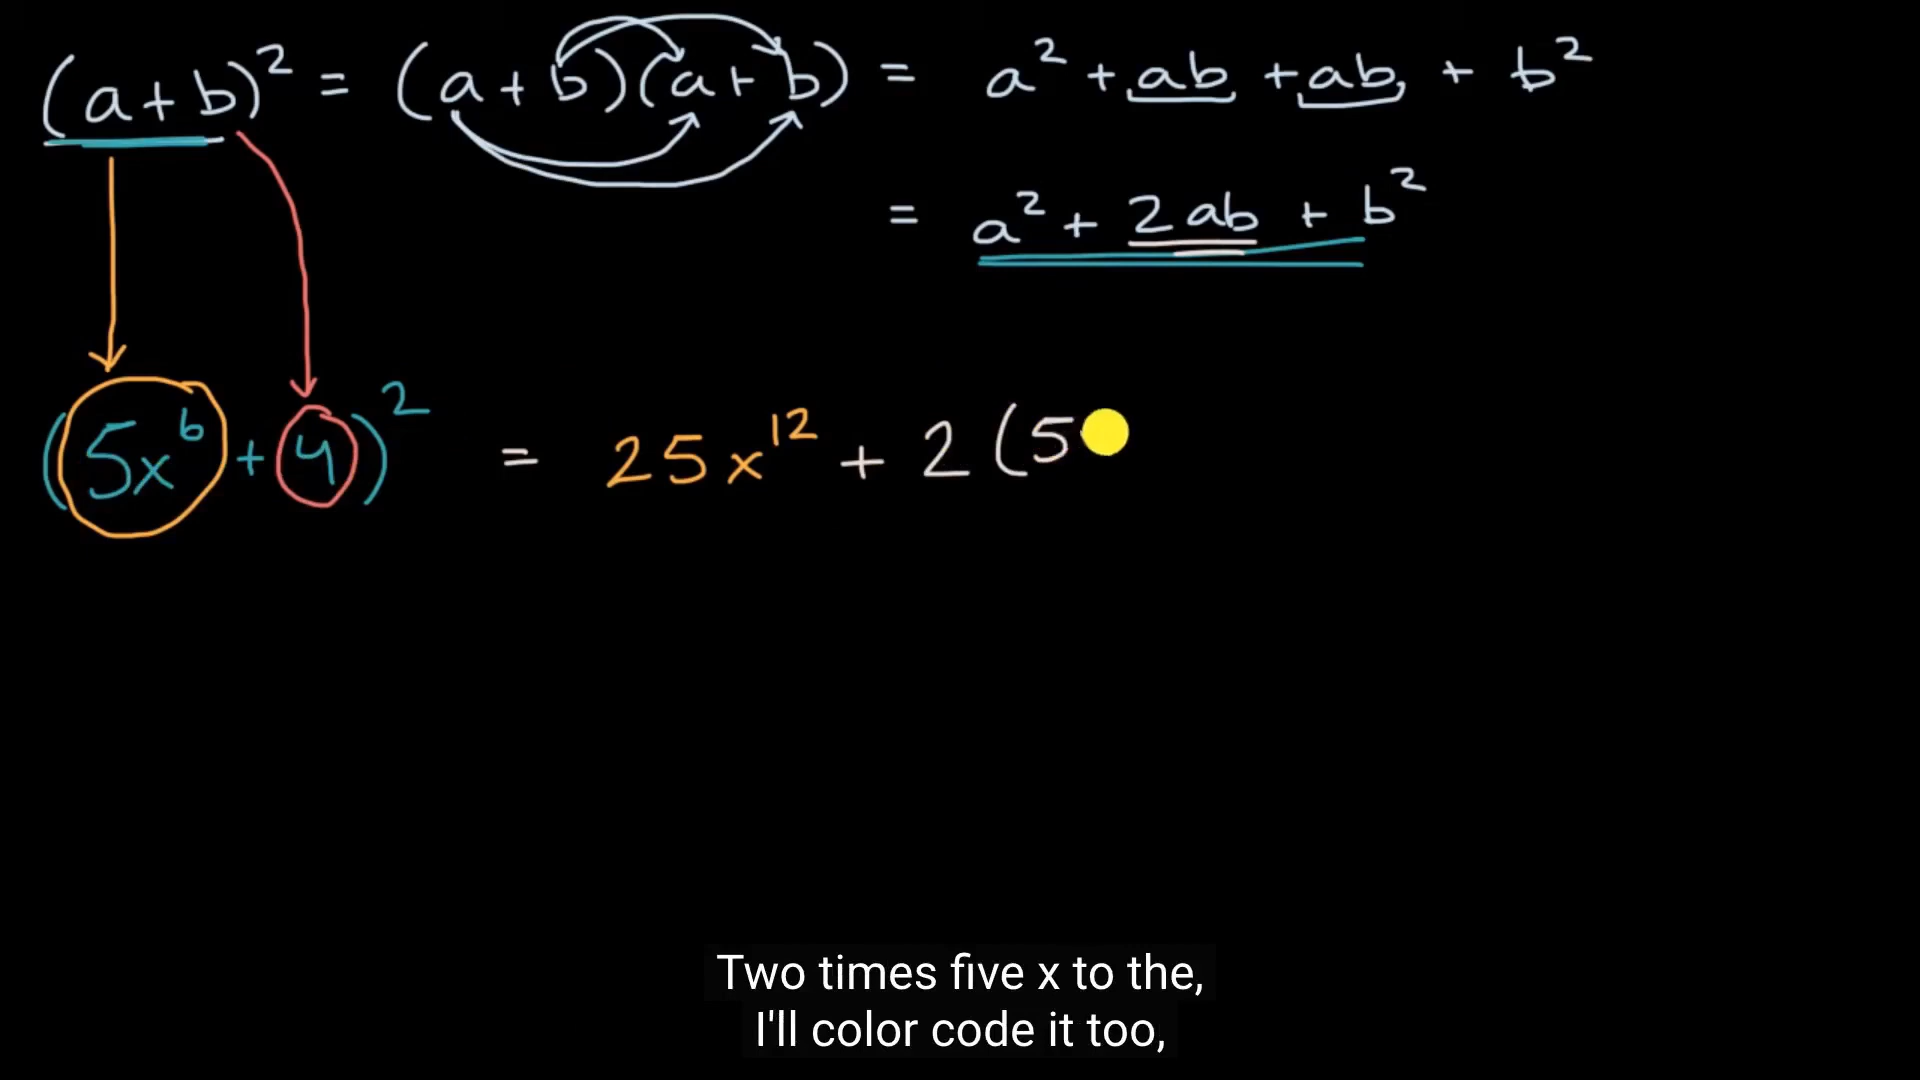 (a+b)² = (a+b)(a+b) = a² + ab + ab + b²
= a² + 2ab + b²
(5x⁶+4)² = 25x¹² + 2(5
Two times five x to the,
I'll color code it too,